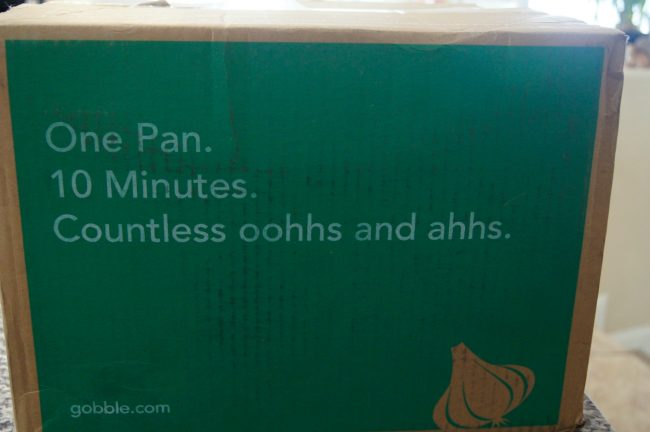 One Pan.
10 Minutes.
Countless oohhs and ahhs.
gobble.com